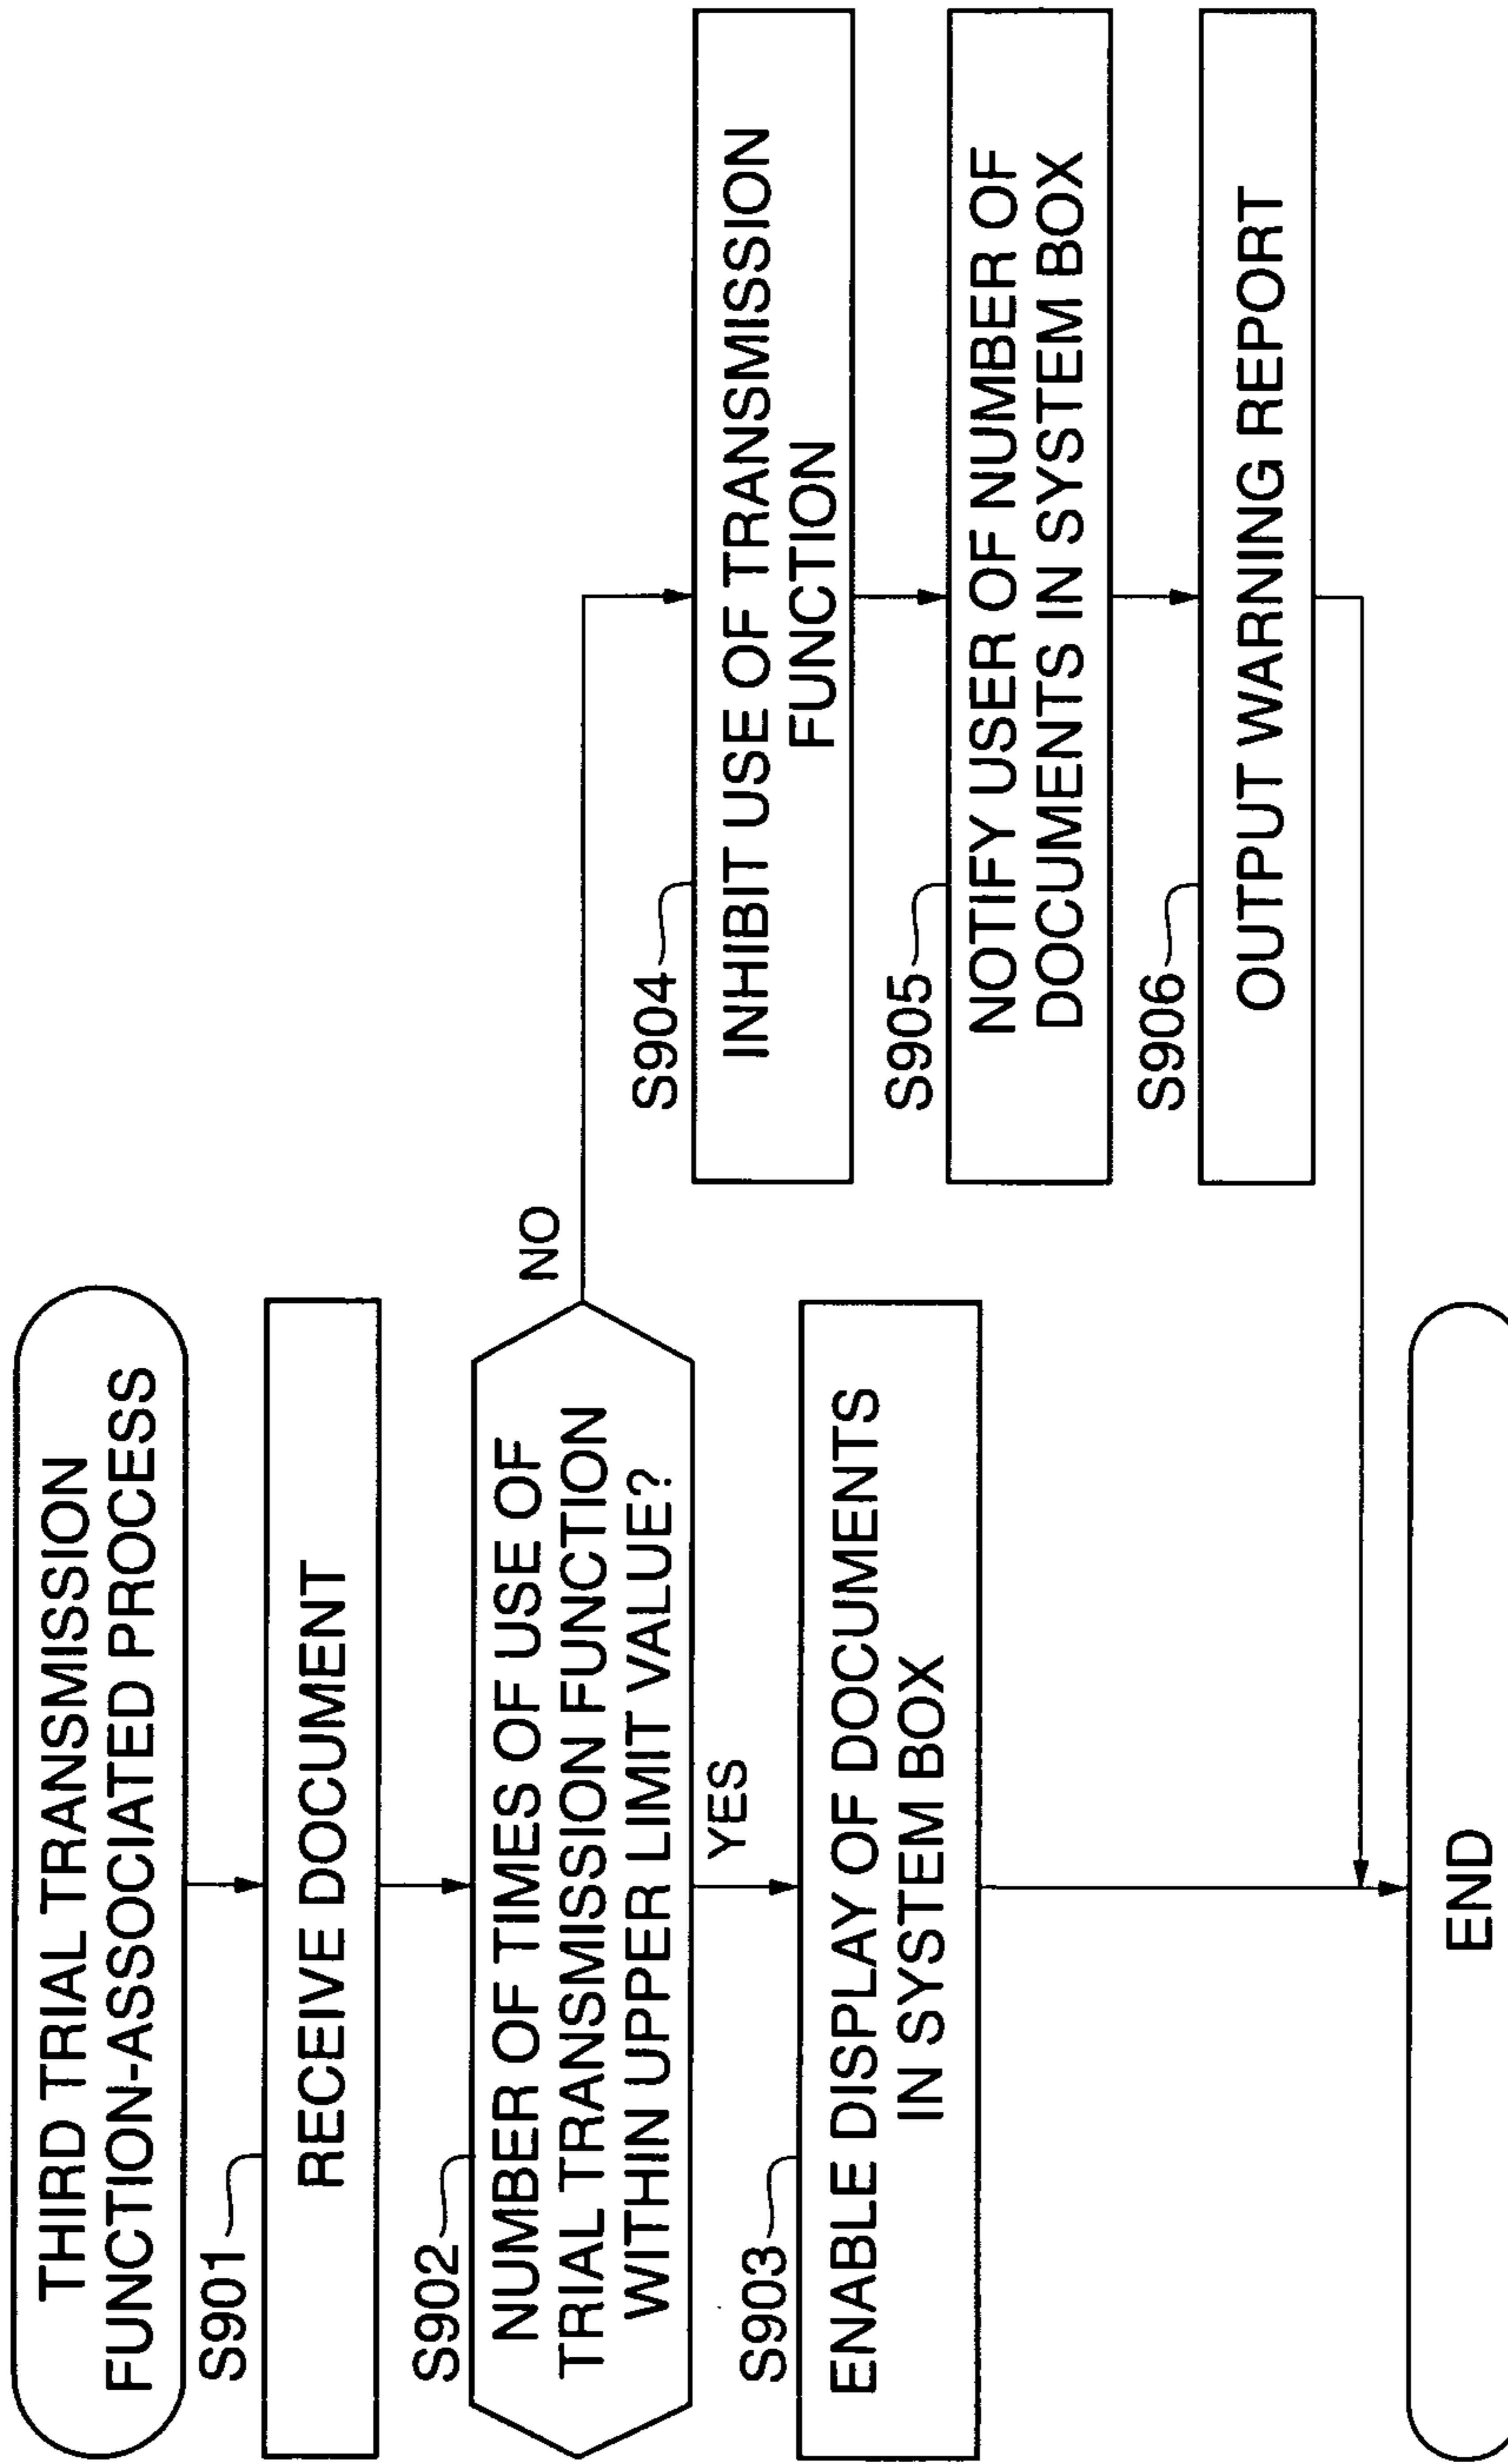 THIRD TRIAL TRANSMISSION
FUNCTION-ASSOCIATED PROCESS
S901
RECEIVE DOCUMENT
S902
NUMBER OF TIMES OF USE OF
TRIAL TRANSMISSION FUNCTION
WITHIN UPPER LIMIT VALUE?
NO
YES
S903
ENABLE DISPLAY OF DOCUMENTS
IN SYSTEM BOX
S904
INHIBIT USE OF TRANSMISSION
FUNCTION
S905
NOTIFY USER OF NUMBER OF
DOCUMENTS IN SYSTEM BOX
S906
OUTPUT WARNING REPORT
END